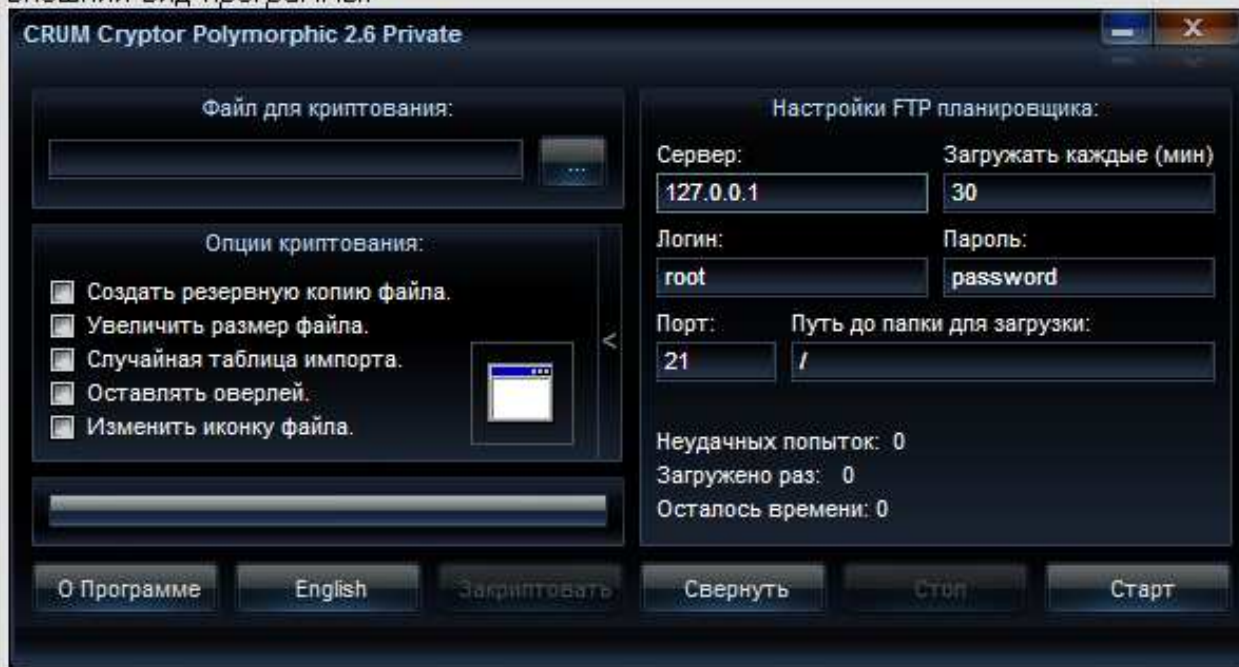 внешний вид программы:
CRUM Cryptor Polymorphic 2.6 Private
X
Файл для криптования:
...
Опции криптования:
Создать резервную копию файла.
Увеличить размер файла.
Случайная таблица импорта.
Оставлять оверлей.
Изменить иконку файла.
<
Настройки FTP планировщика:
Сервер: Загружать каждые (мин)
127.0.0.1 30
Логин: Пароль:
root password
Порт: Путь до папки для загрузки:
21 /
Неудачных попыток: 0
Загружено раз: 0
Осталось времени: 0
О Программе English Закриптовать Свернуть Стоп Старт